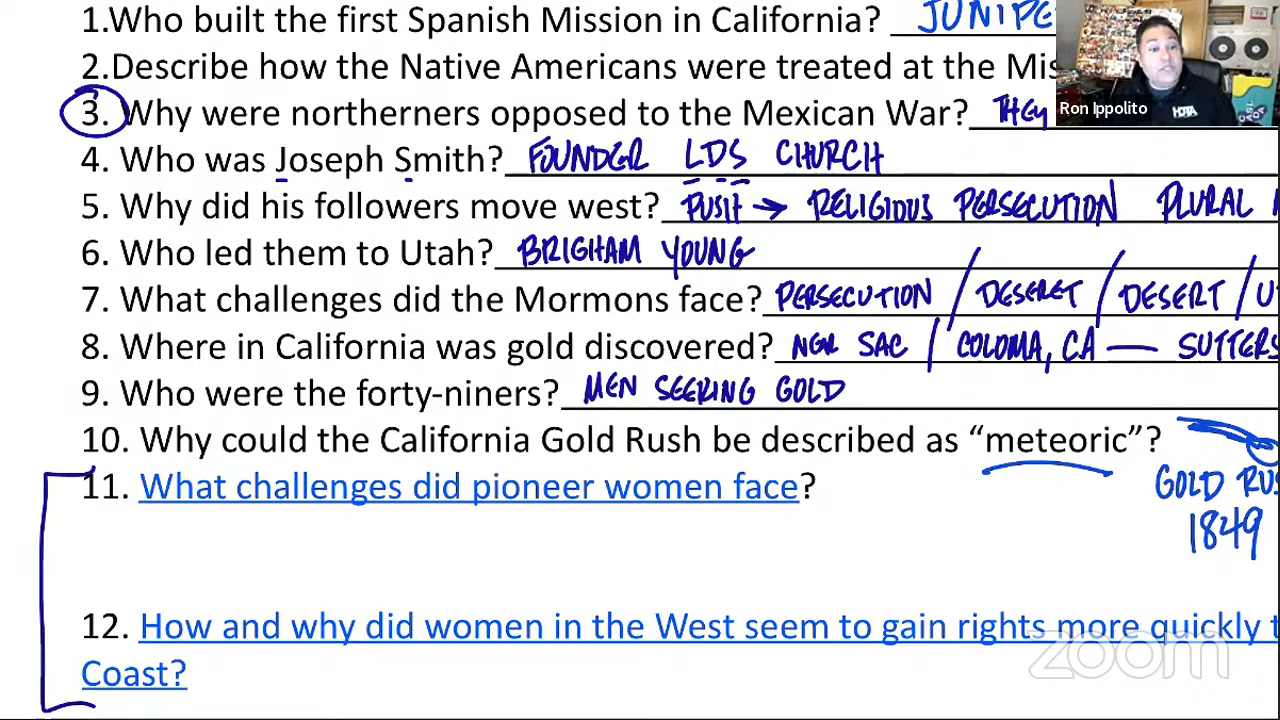 1.Who built the first Spanish Mission in California? JUNIPE
2.Describe how the Native Americans were treated at the Mis
3. Why were northerners opposed to the Mexican War? THEY
Ron Ippolito
4. Who was Joseph Smith? FOUNDER LDS CHURCH
5. Why did his followers move west? PUSH → RELIGIOUS PERSECUTION PLURAL
6. Who led them to Utah? BRIGHAM YOUNG
7. What challenges did the Mormons face? PERSECUTION / DESERET / DESERT / U
8. Where in California was gold discovered? NEAR SAC / COLOMA, CA — SUTTERS
9. Who were the forty-niners? MEN SEEKING GOLD
10. Why could the California Gold Rush be described as “meteoric”?
11. What challenges did pioneer women face?
GOLD RUS
1849
12. How and why did women in the West seem to gain rights more quickly t
Coast?
zoom